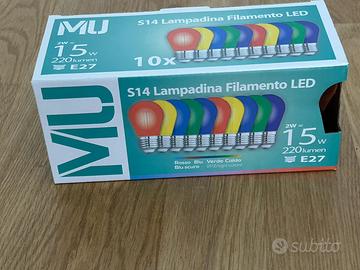 MU
S14 Lampadina Filamento LED
2W=
15w
220 lumen
E27
10x
MU
S14 Lampadina Filamento LED
2W=
15w
220 lumen
E27
Rosso Blu Verde Caldo
Blu scuro
subito